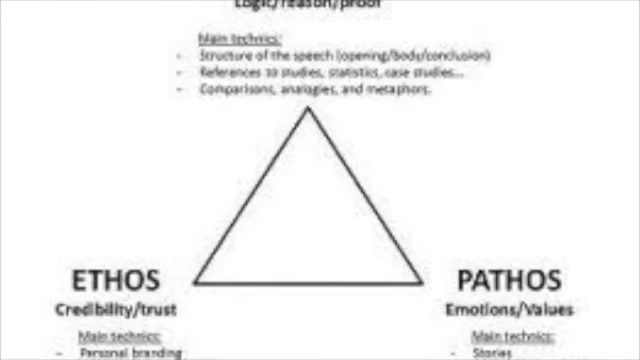 Logic/reason/proof
Main technics:
- Structure of the speech (opening/body/conclusion)
- References to studies, statistics, case studies...
- Comparisons, analogies, and metaphors.
ETHOS
Credibility/trust
Main technics:
- Personal branding
PATHOS
Emotions/Values
Main technics:
- Stories